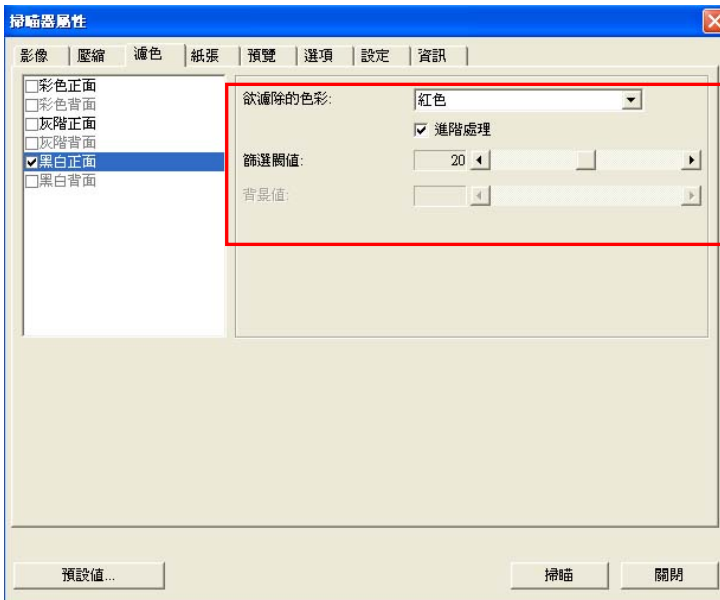 掃瞄器屬性
影像 壓縮 濾色 紙張 預覽 選項 設定 資訊
彩色正面
彩色背面
灰階正面
灰階背面
黑白正面
黑白背面
欲濾除的色彩: 紅色
進階處理
篩選閥值: 20
背景值:
預設值... 掃瞄 關閉